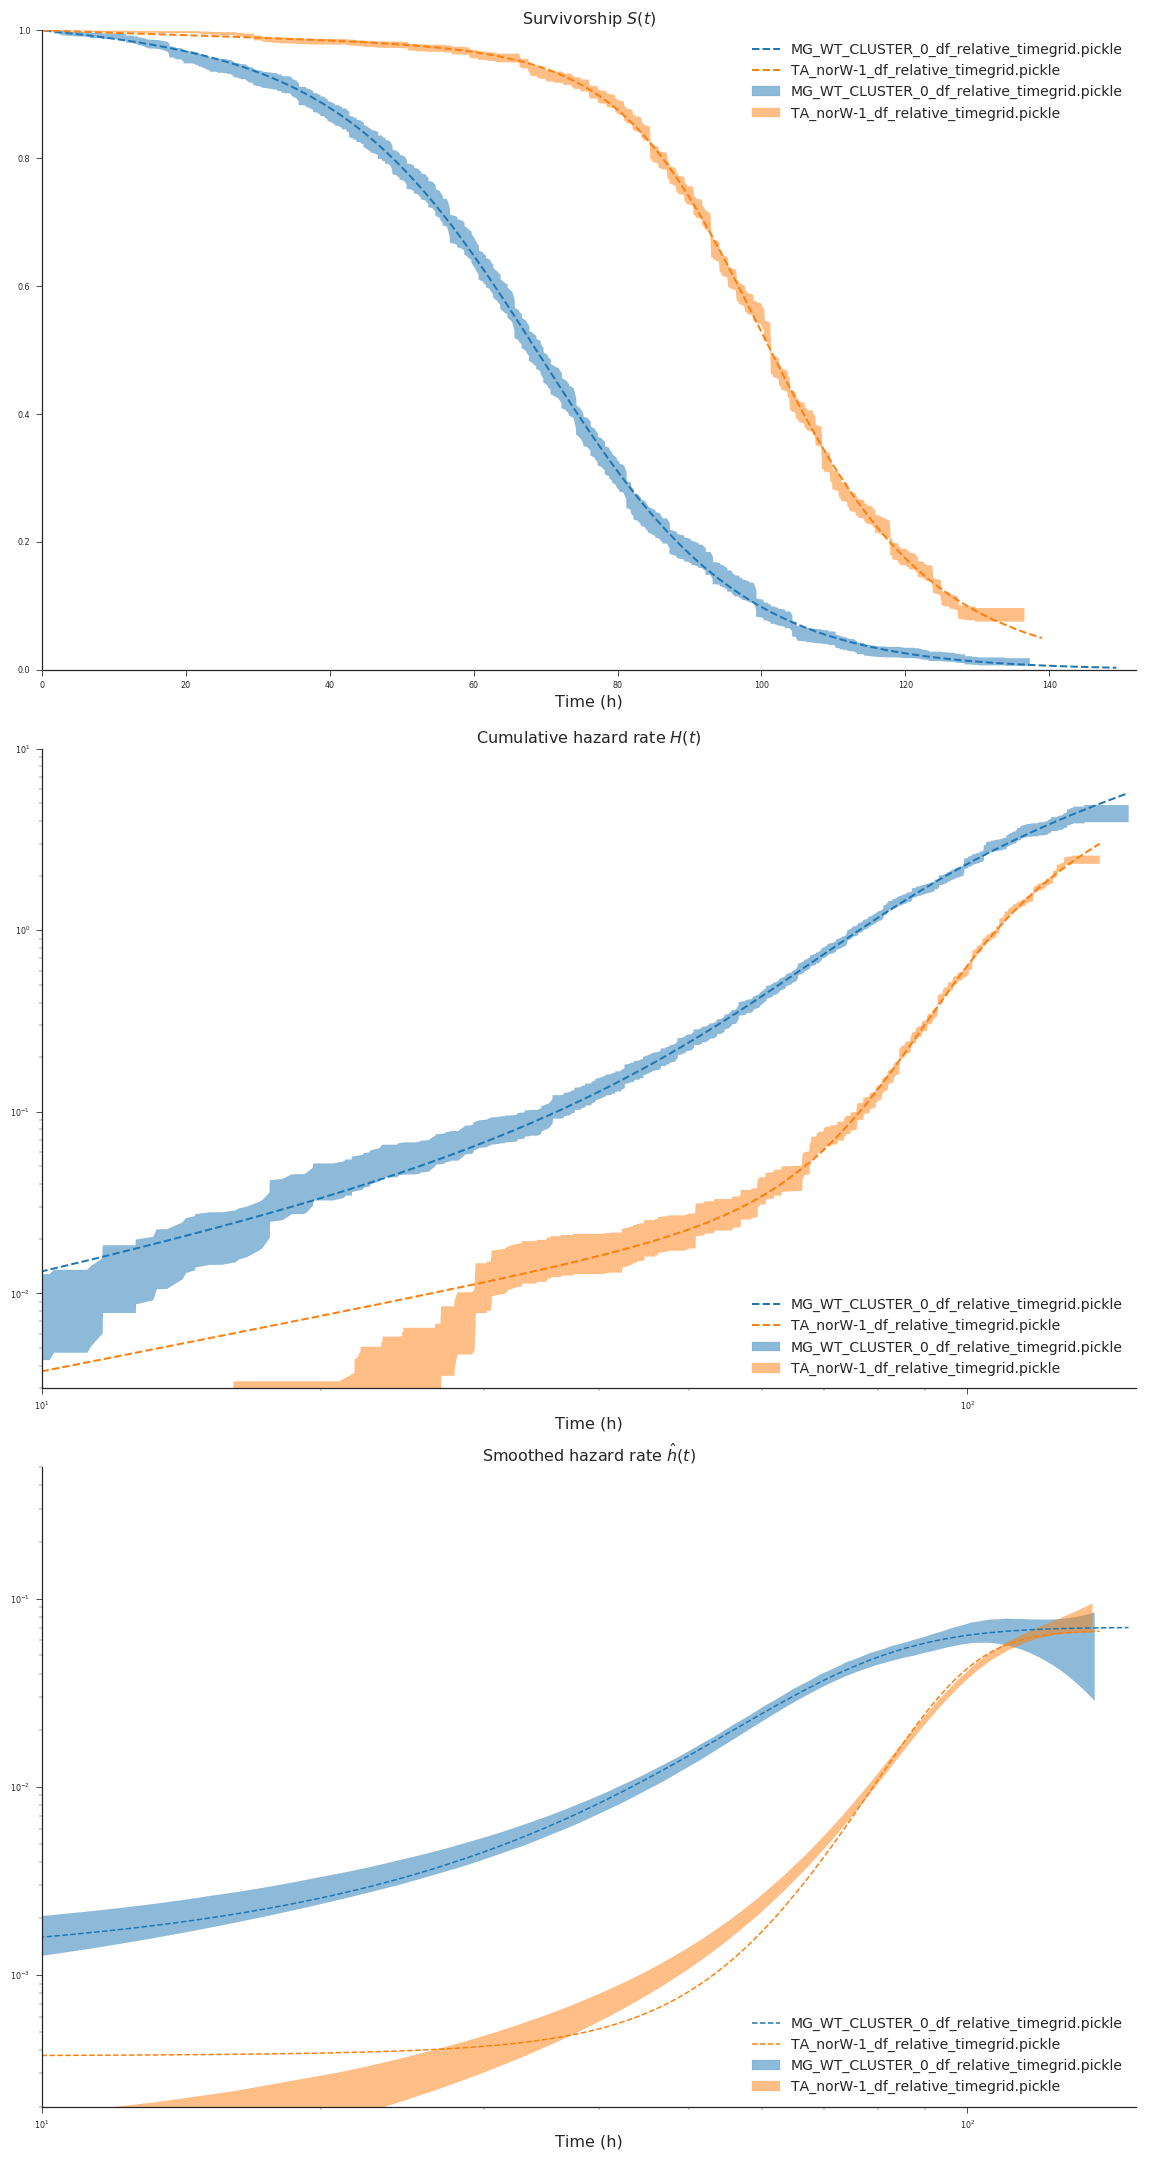 Survivorship S(t)
1.0
0.8
0.6
0.4
0.2
0.0
MG_WT_CLUSTER_0_df_relative_timegrid.pickle
TA_norW-1_df_relative_timegrid.pickle
MG_WT_CLUSTER_0_df_relative_timegrid.pickle
TA_norW-1_df_relative_timegrid.pickle
0 20 40 60 80 100 120 140
Time (h)
Cumulative hazard rate H(t)
10¹
10⁰
10⁻¹
10⁻²
MG_WT_CLUSTER_0_df_relative_timegrid.pickle
TA_norW-1_df_relative_timegrid.pickle
MG_WT_CLUSTER_0_df_relative_timegrid.pickle
TA_norW-1_df_relative_timegrid.pickle
10¹ 10²
Time (h)
Smoothed hazard rate ĥ(t)
10⁻¹
10⁻²
10⁻³
MG_WT_CLUSTER_0_df_relative_timegrid.pickle
TA_norW-1_df_relative_timegrid.pickle
MG_WT_CLUSTER_0_df_relative_timegrid.pickle
TA_norW-1_df_relative_timegrid.pickle
10¹ 10²
Time (h)